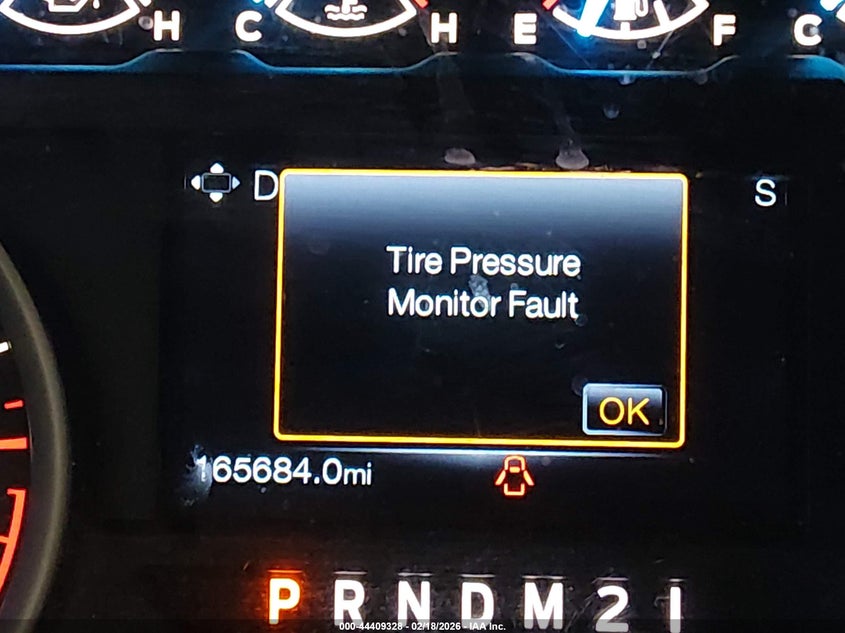 H C H E F C
D S
Tire Pressure
Monitor Fault
OK
165684.0mi
P R N D M 2 1
000-44409328 - 02/18/2026 - IAA Inc.